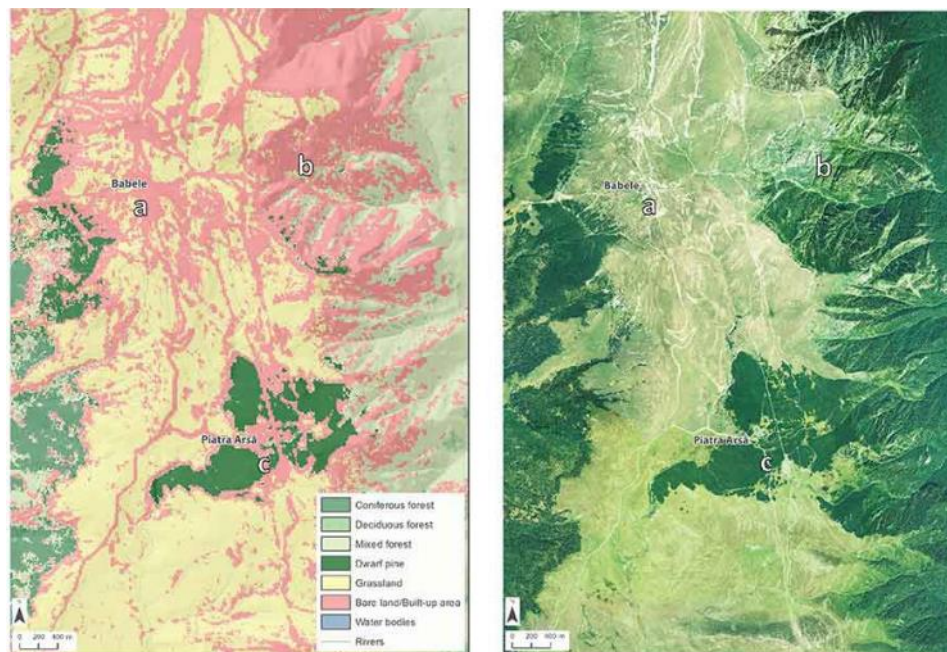 b
Babele
a
Piatra Arsă
c
Coniferous forest
Deciduous forest
Mixed forest
Dwarf pine
Grassland
Bare land/Built-up area
Water bodies
Rivers
0 200 400 m
b
Babele
a
Piatra Arsă
c
0 200 400 m